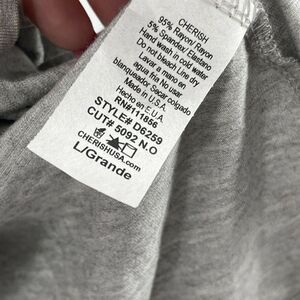 CHERISH
95% Rayon/Rayon
5% Spandex/ Elastano
Hand wash in cold water
Do not bleach Line dry
Lavar a mano en
agua fria No usar
blanqueador Secar colgado
Made in U.S.A.
Hecho en E.U.A.
RN#111856
STYLE# D6259
CUT# 5092 N.O
CHERISHUSA.com
L/Grande